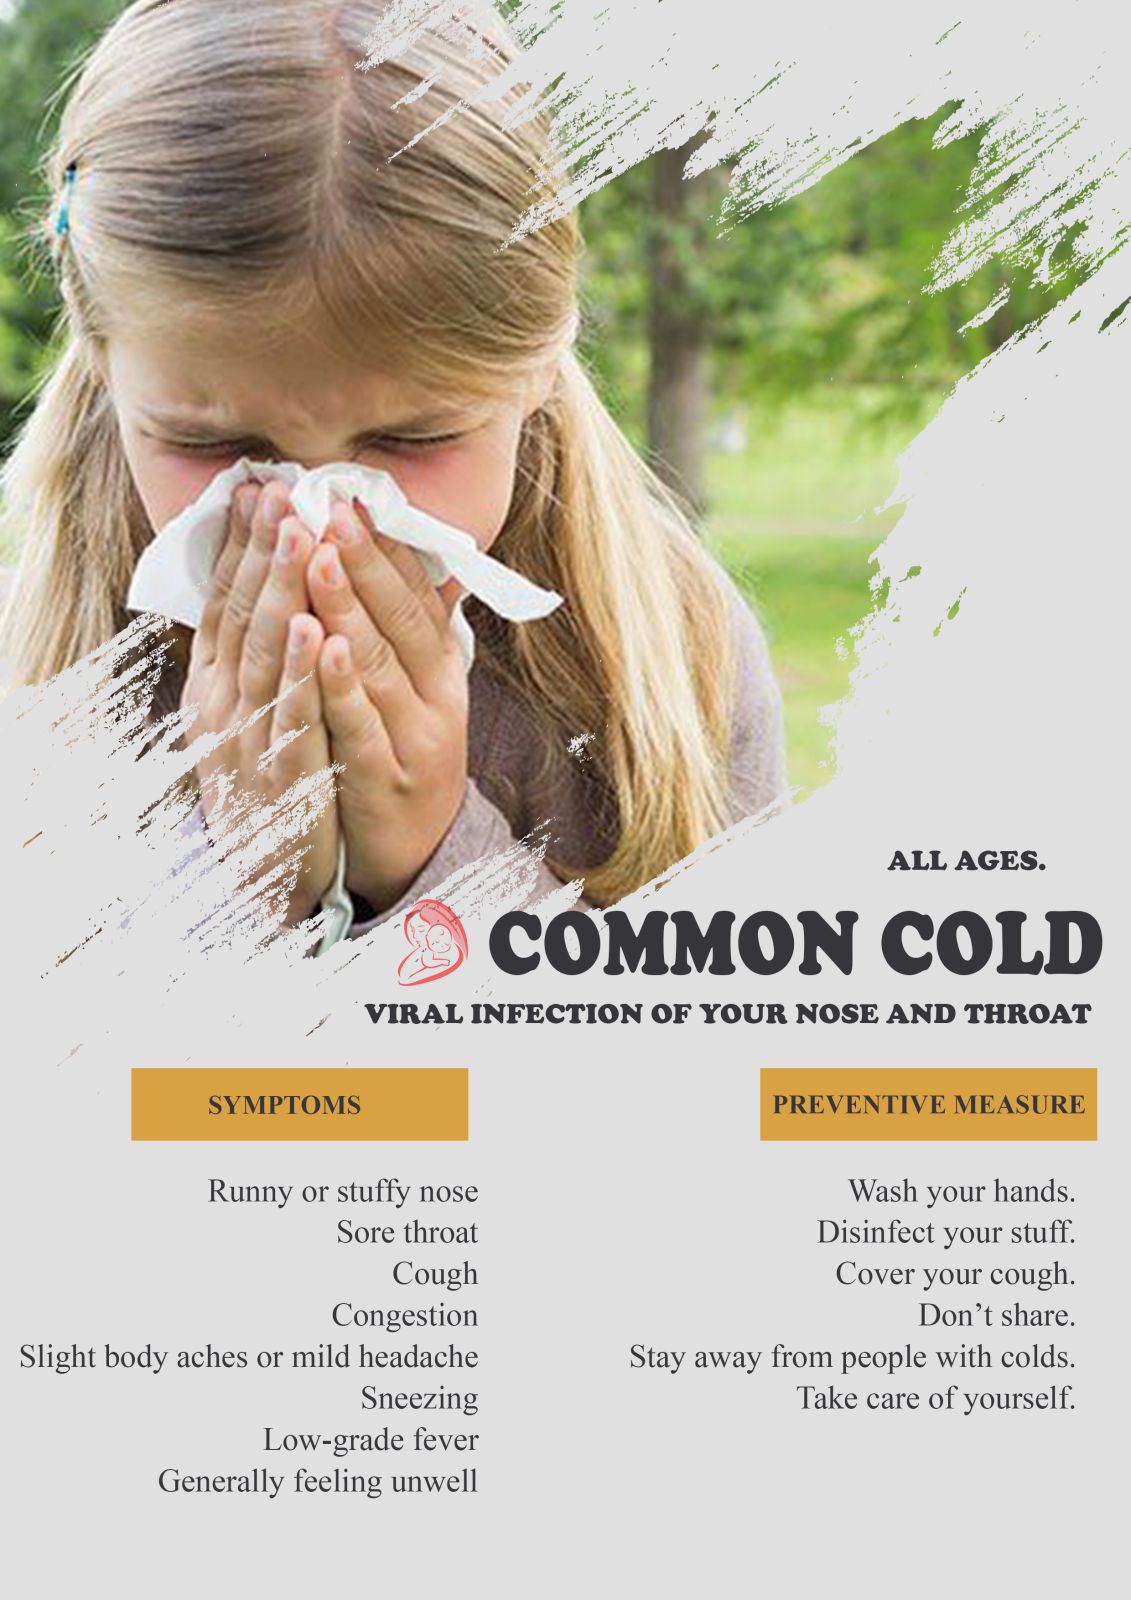 ALL AGES.
COMMON COLD
VIRAL INFECTION OF YOUR NOSE AND THROAT
SYMPTOMS
Runny or stuffy nose
Sore throat
Cough
Congestion
Slight body aches or mild headache
Sneezing
Low-grade fever
Generally feeling unwell
PREVENTIVE MEASURE
Wash your hands.
Disinfect your stuff.
Cover your cough.
Don’t share.
Stay away from people with colds.
Take care of yourself.